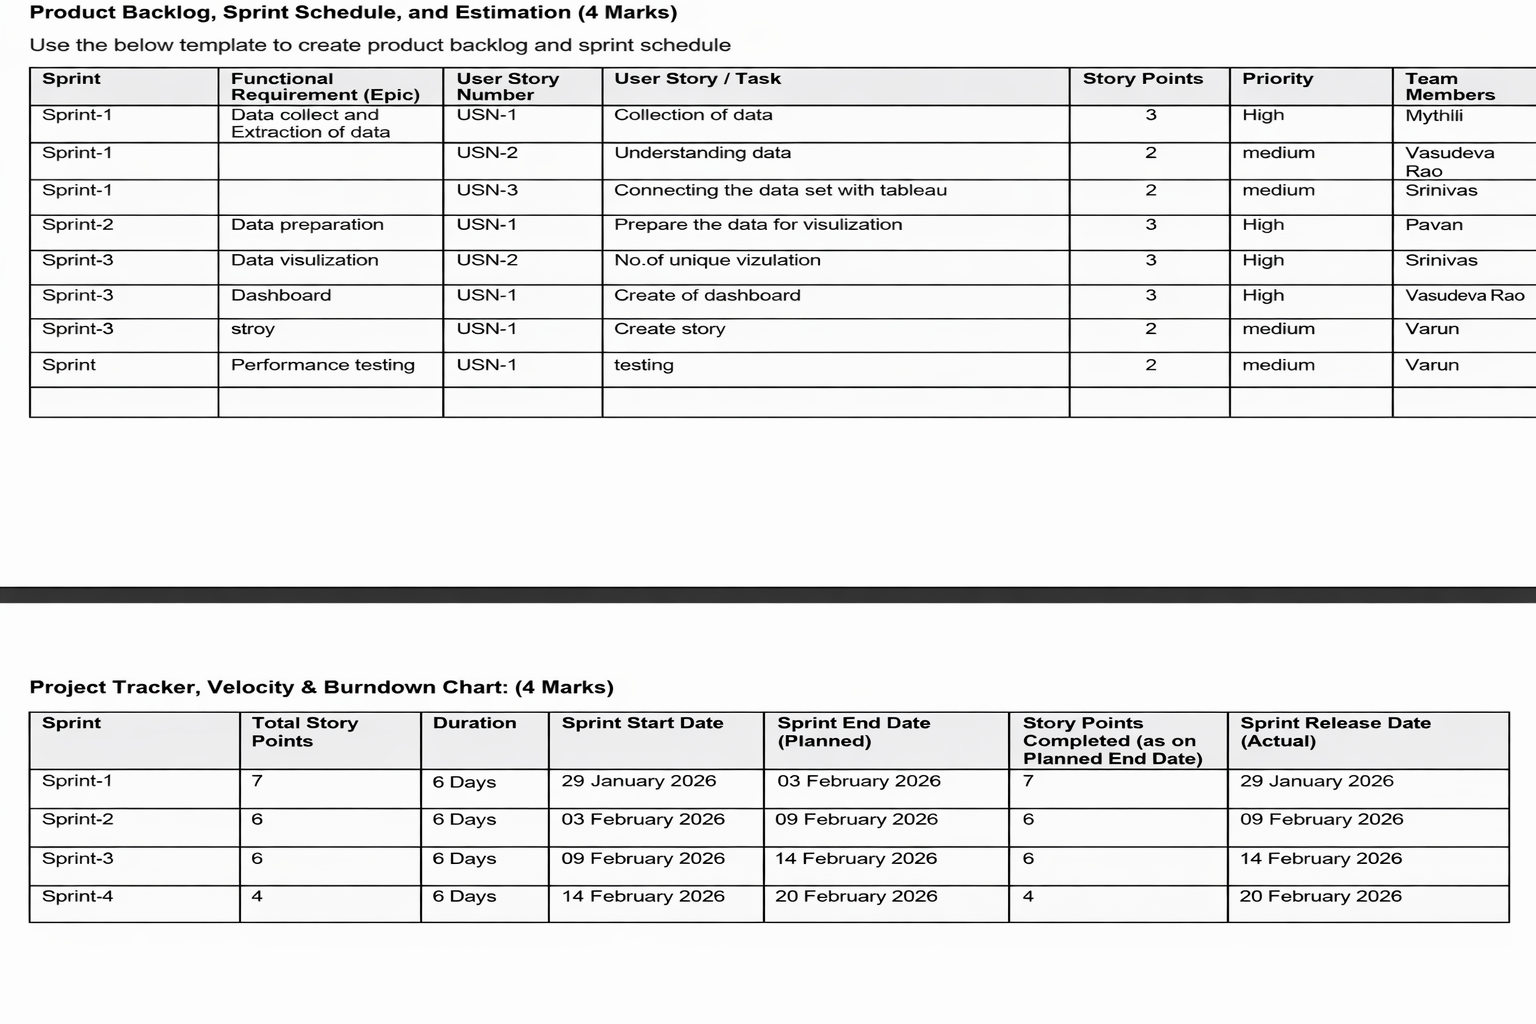 Product Backlog, Sprint Schedule, and Estimation (4 Marks)
Use the below template to create product backlog and sprint schedule
Sprint Functional Requirement (Epic) User Story Number User Story / Task Story Points Priority Team Members
Sprint-1 Data collect and Extraction of data USN-1 Collection of data 3 High Mythlli
Sprint-1 USN-2 Understanding data 2 medium Vasudeva Rao
Sprint-1 USN-3 Connecting the data set with tableau 2 medium Srinivas
Sprint-2 Data preparation USN-1 Prepare the data for visulization 3 High Pavan
Sprint-3 Data visulization USN-2 No.of unique vizulation 3 High Srinivas
Sprint-3 Dashboard USN-1 Create of dashboard 3 High Vasudeva Rao
Sprint-3 stroy USN-1 Create story 2 medium Varun
Sprint Performance testing USN-1 testing 2 medium Varun
Project Tracker, Velocity & Burndown Chart: (4 Marks)
Sprint Total Story Points Duration Sprint Start Date Sprint End Date (Planned) Story Points Completed (as on Planned End Date) Sprint Release Date (Actual)
Sprint-1 7 6 Days 29 January 2026 03 February 2026 7 29 January 2026
Sprint-2 6 6 Days 03 February 2026 09 February 2026 6 09 February 2026
Sprint-3 6 6 Days 09 February 2026 14 February 2026 6 14 February 2026
Sprint-4 4 6 Days 14 February 2026 20 February 2026 4 20 February 2026